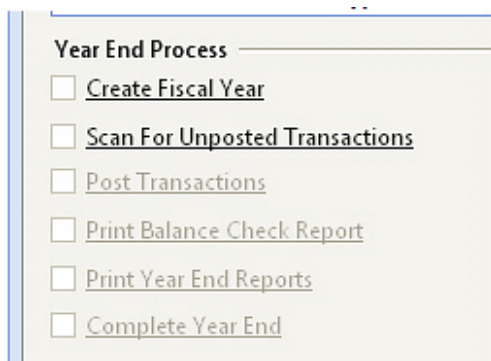 Year End Process
Create Fiscal Year
Scan For Unposted Transactions
Post Transactions
Print Balance Check Report
Print Year End Reports
Complete Year End